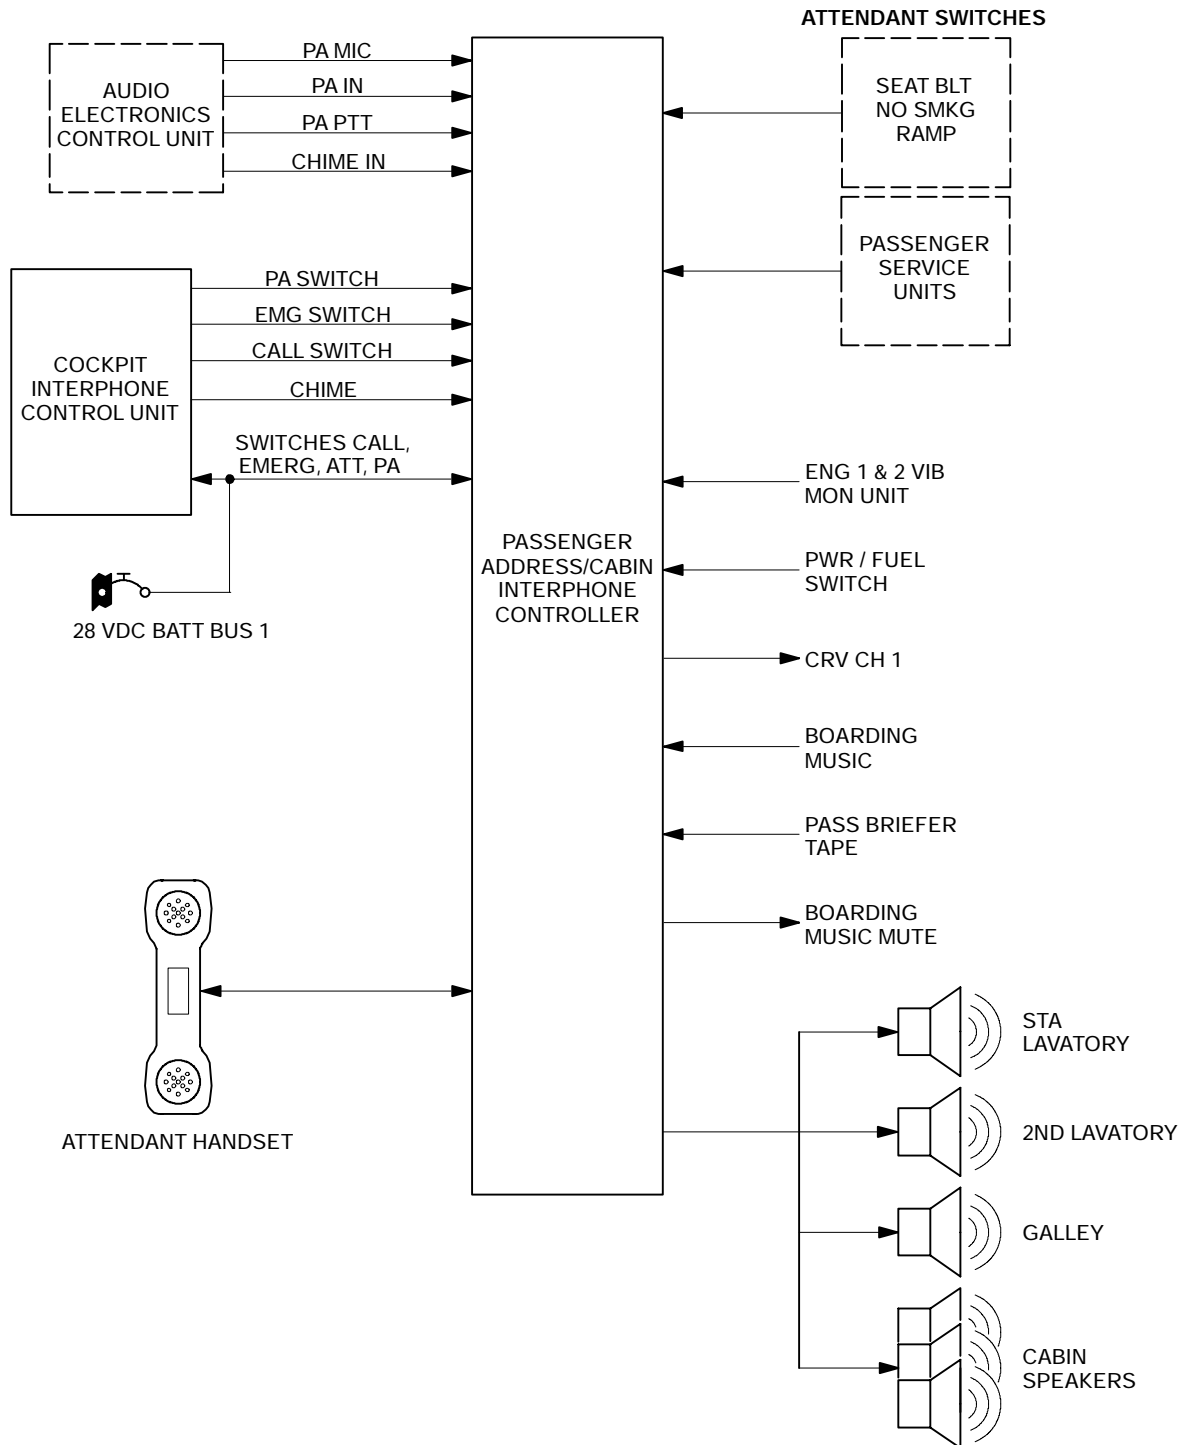 ATTENDANT SWITCHES
AUDIO
ELECTRONICS
CONTROL UNIT
PA MIC
PA IN
PA PTT
CHIME IN
SEAT BLT
NO SMKG
RAMP
PASSENGER
SERVICE
UNITS
COCKPIT
INTERPHONE
CONTROL UNIT
PA SWITCH
EMG SWITCH
CALL SWITCH
CHIME
SWITCHES CALL,
EMERG, ATT, PA
28 VDC BATT BUS 1
PASSENGER
ADDRESS/CABIN
INTERPHONE
CONTROLLER
ENG 1 & 2 VIB
MON UNIT
PWR / FUEL
SWITCH
CRV CH 1
BOARDING
MUSIC
PASS BRIEFER
TAPE
BOARDING
MUSIC MUTE
ATTENDANT HANDSET
STA
LAVATORY
2ND LAVATORY
GALLEY
CABIN
SPEAKERS